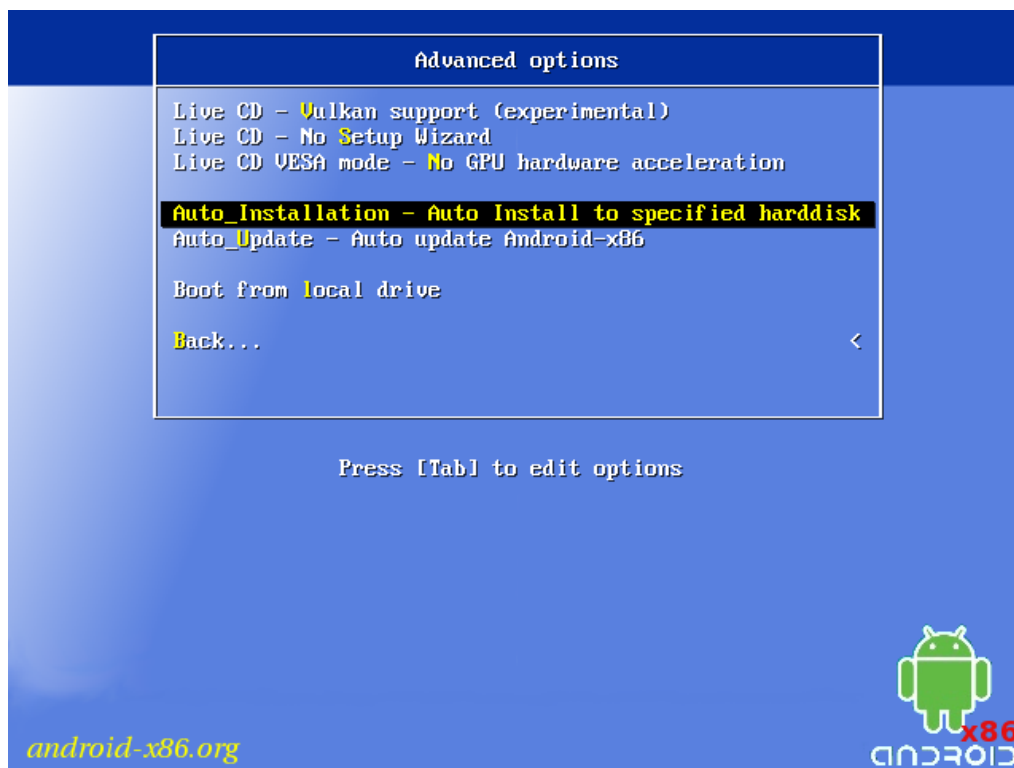 Advanced options
Live CD - Vulkan support (experimental)
Live CD - No Setup Wizard
Live CD VESA mode - No GPU hardware acceleration
Auto_Installation - Auto Install to specified harddisk
Auto_Update - Auto update Android-x86
Boot from local drive
Back... <
Press [Tab] to edit options
android-x86.org
x86
ANDROID